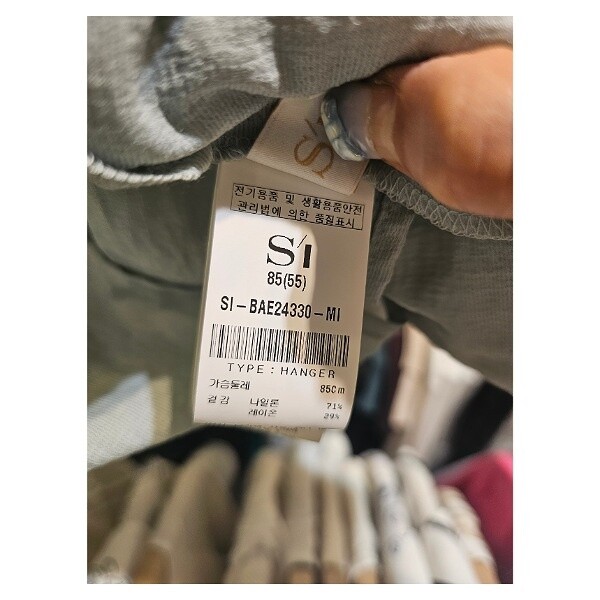 S/I
전기용품 및 생활용품안전
관리법에 의한 품질표시
S/I
85(55)
SI-BAE24330-MI
TYPE : HANGER
가슴둘레 85Cm
겉감 나일론 71%
레이온 29%